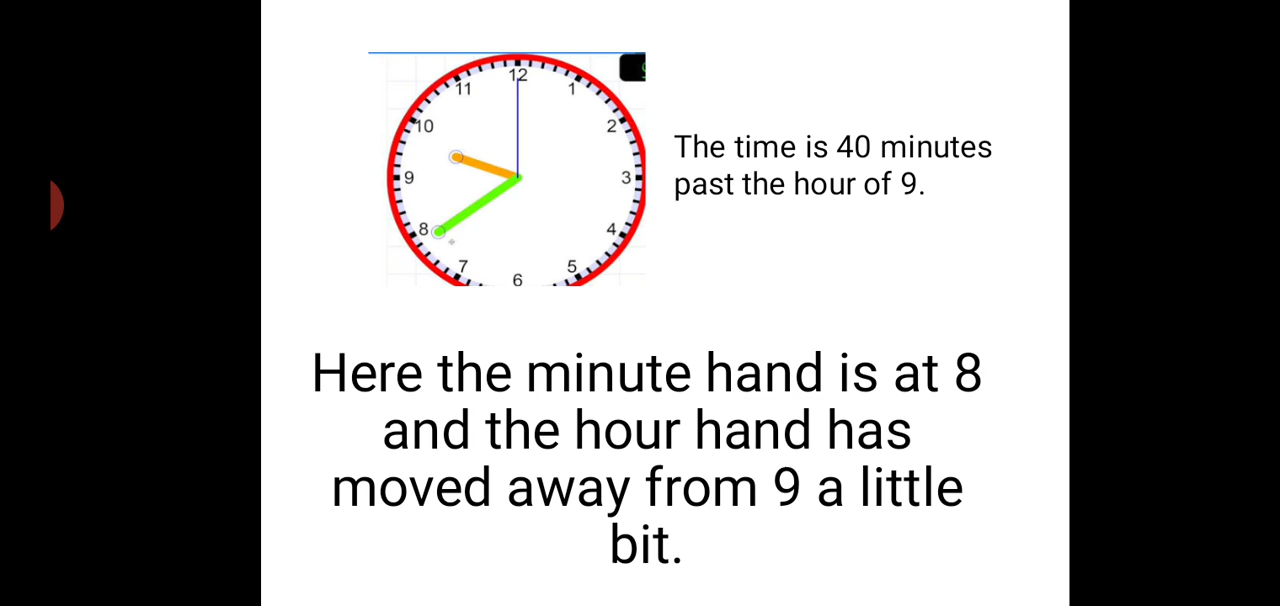 12
11
1
10
2
9
3
8
4
7
5
6
The time is 40 minutes
past the hour of 9.
Here the minute hand is at 8
and the hour hand has
moved away from 9 a little
bit.